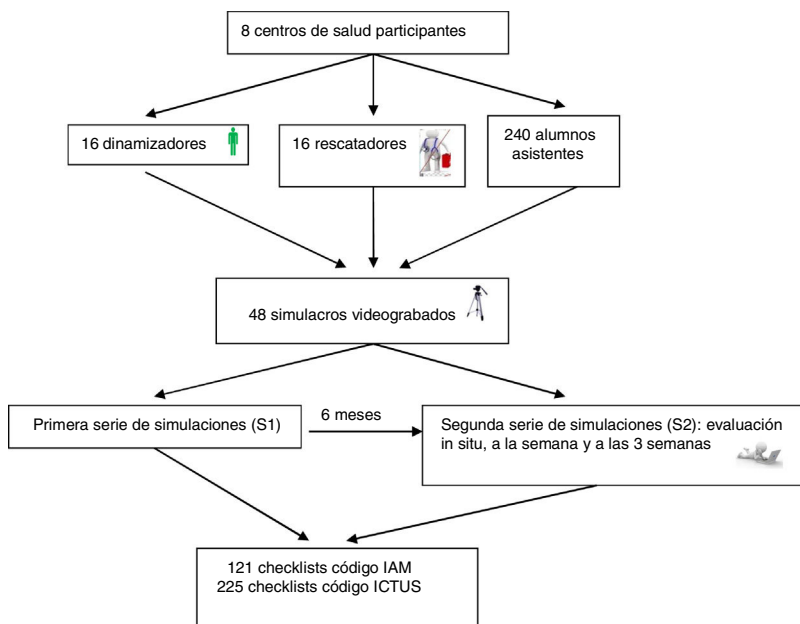 8 centros de salud participantes
16 dinamizadores
16 rescatadores
240 alumnos
asistentes
48 simulacros videograbados
Primera serie de simulaciones (S1)
6 meses
Segunda serie de simulaciones (S2): evaluación
in situ, a la semana y a las 3 semanas
121 checklists código IAM
225 checklists código ICTUS